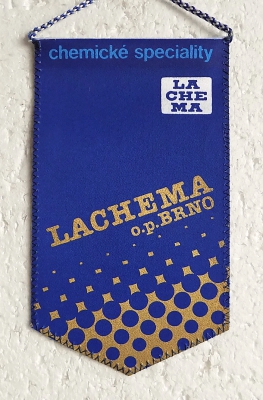 chemické speciality
LA
CHE
MA
LACHEMA
o.p. BRNO